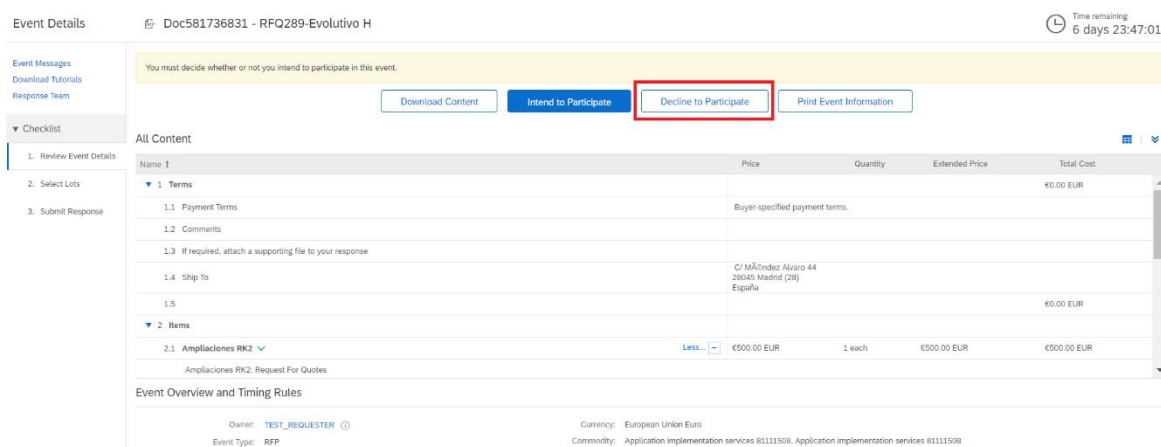 Event Details
Doc581736831 - RFQ289-Evolutivo H
Time remaining
6 days 23:47:01
Event Messages
Download Tutorials
Response Team
▼ Checklist
1. Review Event Details
2. Select Lots
3. Submit Response
You must decide whether or not you intend to participate in this event.
Download Content Intend to Participate Decline to Participate Print Event Information
All Content
Name ↑ Price Quantity Extended Price Total Cost
▼ 1 Terms €0.00 EUR
1.1 Payment Terms Buyer-specified payment terms.
1.2 Comments
1.3 If required, attach a supporting file to your response
1.4 Ship To
C/ MÃ©ndez Alvaro 44
28045 Madrid (28)
España
1.5 €0.00 EUR
▼ 2 Items
2.1 Ampliaciones RK2 Less... − €500.00 EUR 1 each €500.00 EUR €500.00 EUR
Ampliaciones RK2: Request For Quotes
Event Overview and Timing Rules
Owner: TEST_REQUESTER Currency: European Union Euro
Event Type: RFP Commodity: Application implementation services 81111508, Application implementation services 81111508